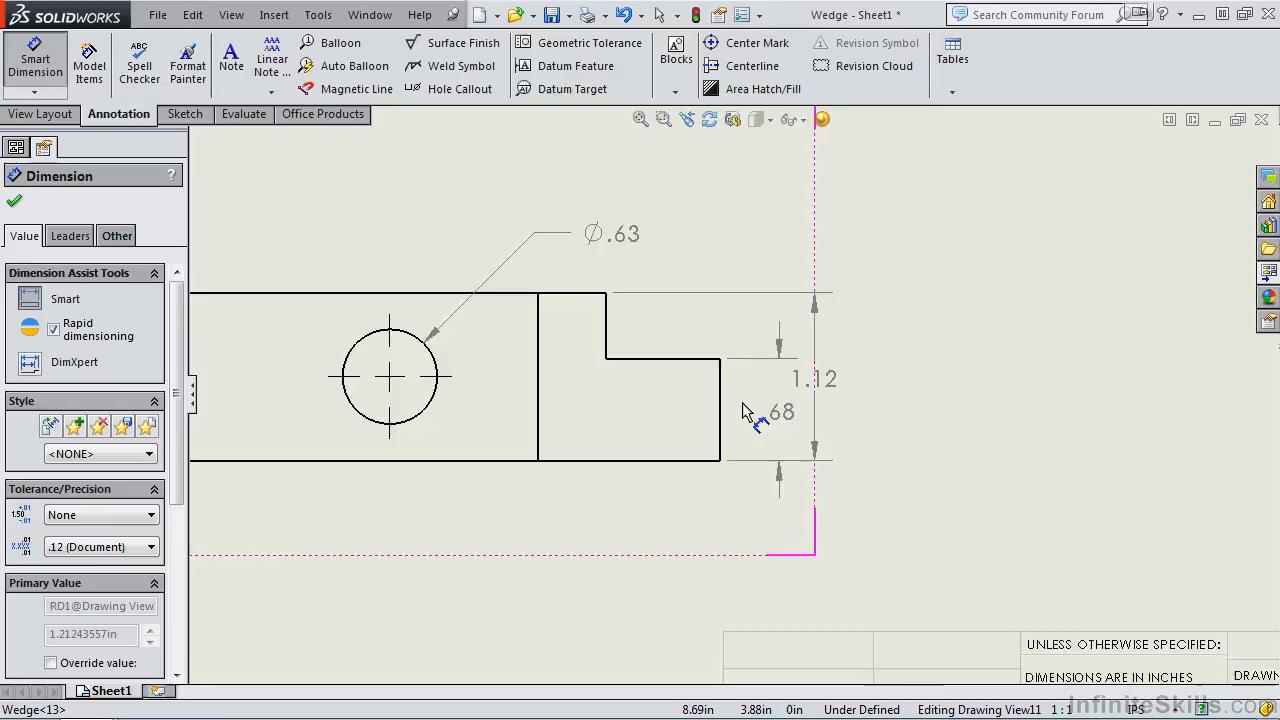 SOLIDWORKS
File Edit View Insert Tools Window Help
Wedge - Sheet1 *
Search Community Forum
Smart Dimension
Model Items
Spell Checker
Format Painter
Note
Linear Note ...
Balloon
Auto Balloon
Magnetic Line
Surface Finish
Weld Symbol
Hole Callout
Geometric Tolerance
Datum Feature
Datum Target
Blocks
Center Mark
Centerline
Area Hatch/Fill
Revision Symbol
Revision Cloud
Tables
View Layout Annotation Sketch Evaluate Office Products
Dimension ?
Value Leaders Other
Dimension Assist Tools
Smart
Rapid dimensioning
DimXpert
Style
<NONE>
Tolerance/Precision
None
.12 (Document)
Primary Value
RD1@Drawing View
1.21243557in
Override value:
∅.63
1.12
.68
UNLESS OTHERWISE SPECIFIED:
DIMENSIONS ARE IN INCHES
DRAWN
InfiniteSkills.com
Sheet1
Wedge<13>
8.69in 3.88in 0in Under Defined Editing Drawing View11 1 : 1 IPS